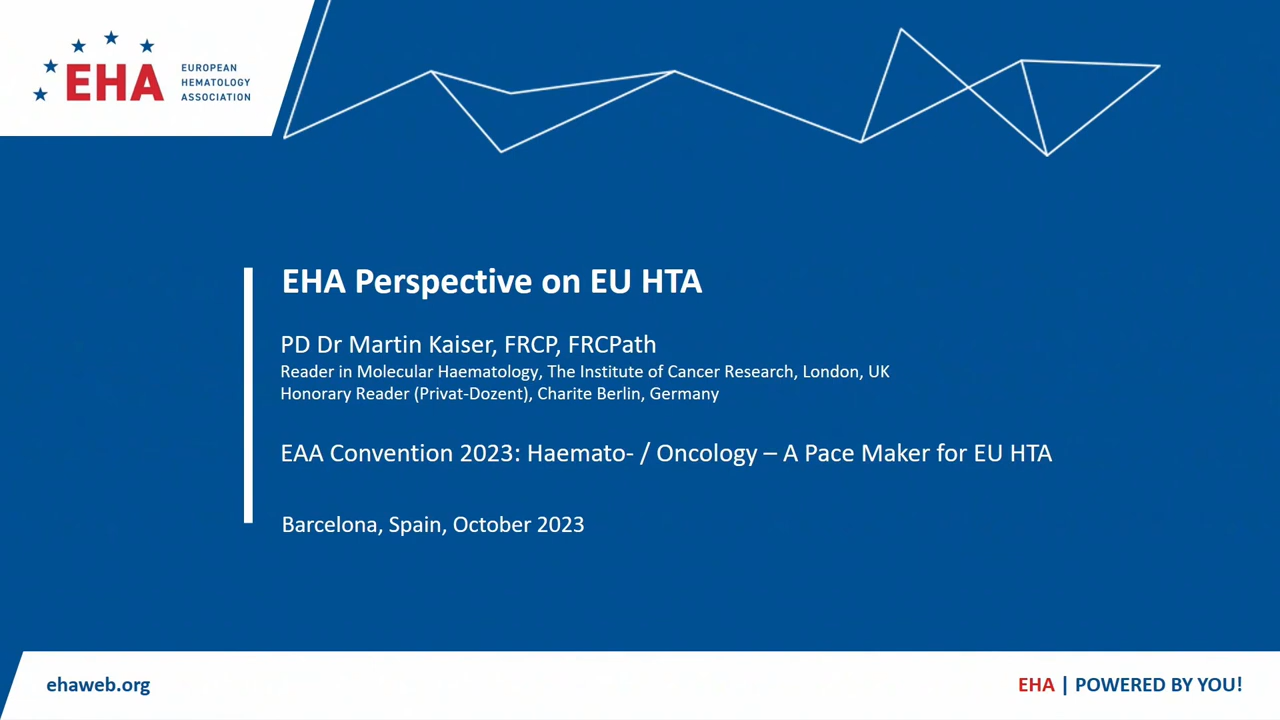 EHA
EUROPEAN
HEMATOLOGY
ASSOCIATION
EHA Perspective on EU HTA
PD Dr Martin Kaiser, FRCP, FRCPath
Reader in Molecular Haematology, The Institute of Cancer Research, London, UK
Honorary Reader (Privat-Dozent), Charite Berlin, Germany
EAA Convention 2023: Haemato- / Oncology – A Pace Maker for EU HTA
Barcelona, Spain, October 2023
ehaweb.org
EHA | POWERED BY YOU!